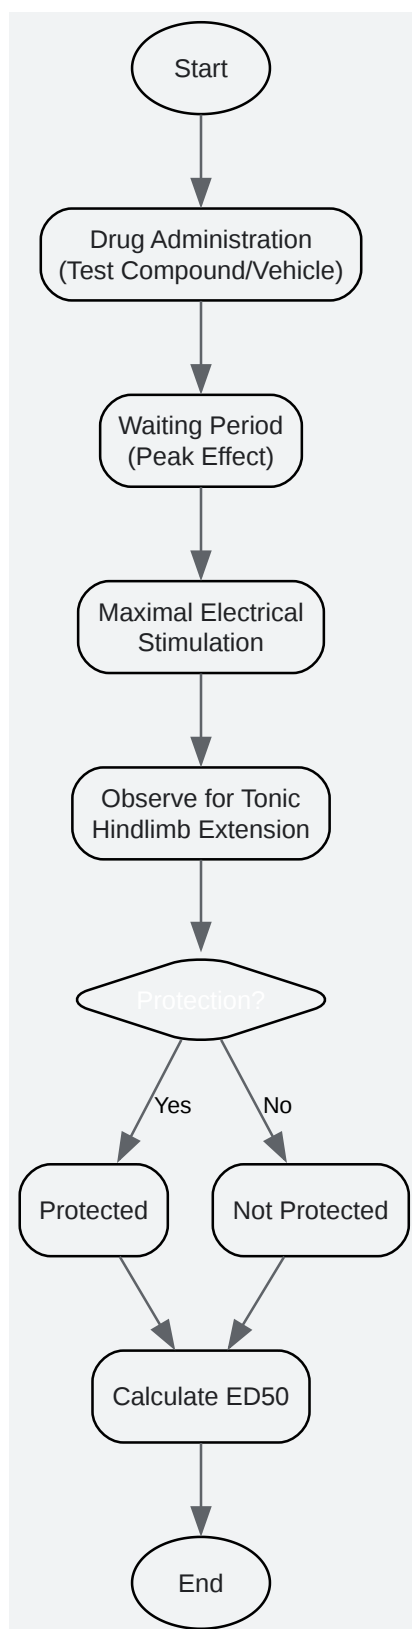 Start
Drug Administration
(Test Compound/Vehicle)
Waiting Period
(Peak Effect)
Maximal Electrical
Stimulation
Observe for Tonic
Hindlimb Extension
Protection?
Yes
No
Protected
Not Protected
Calculate ED50
End